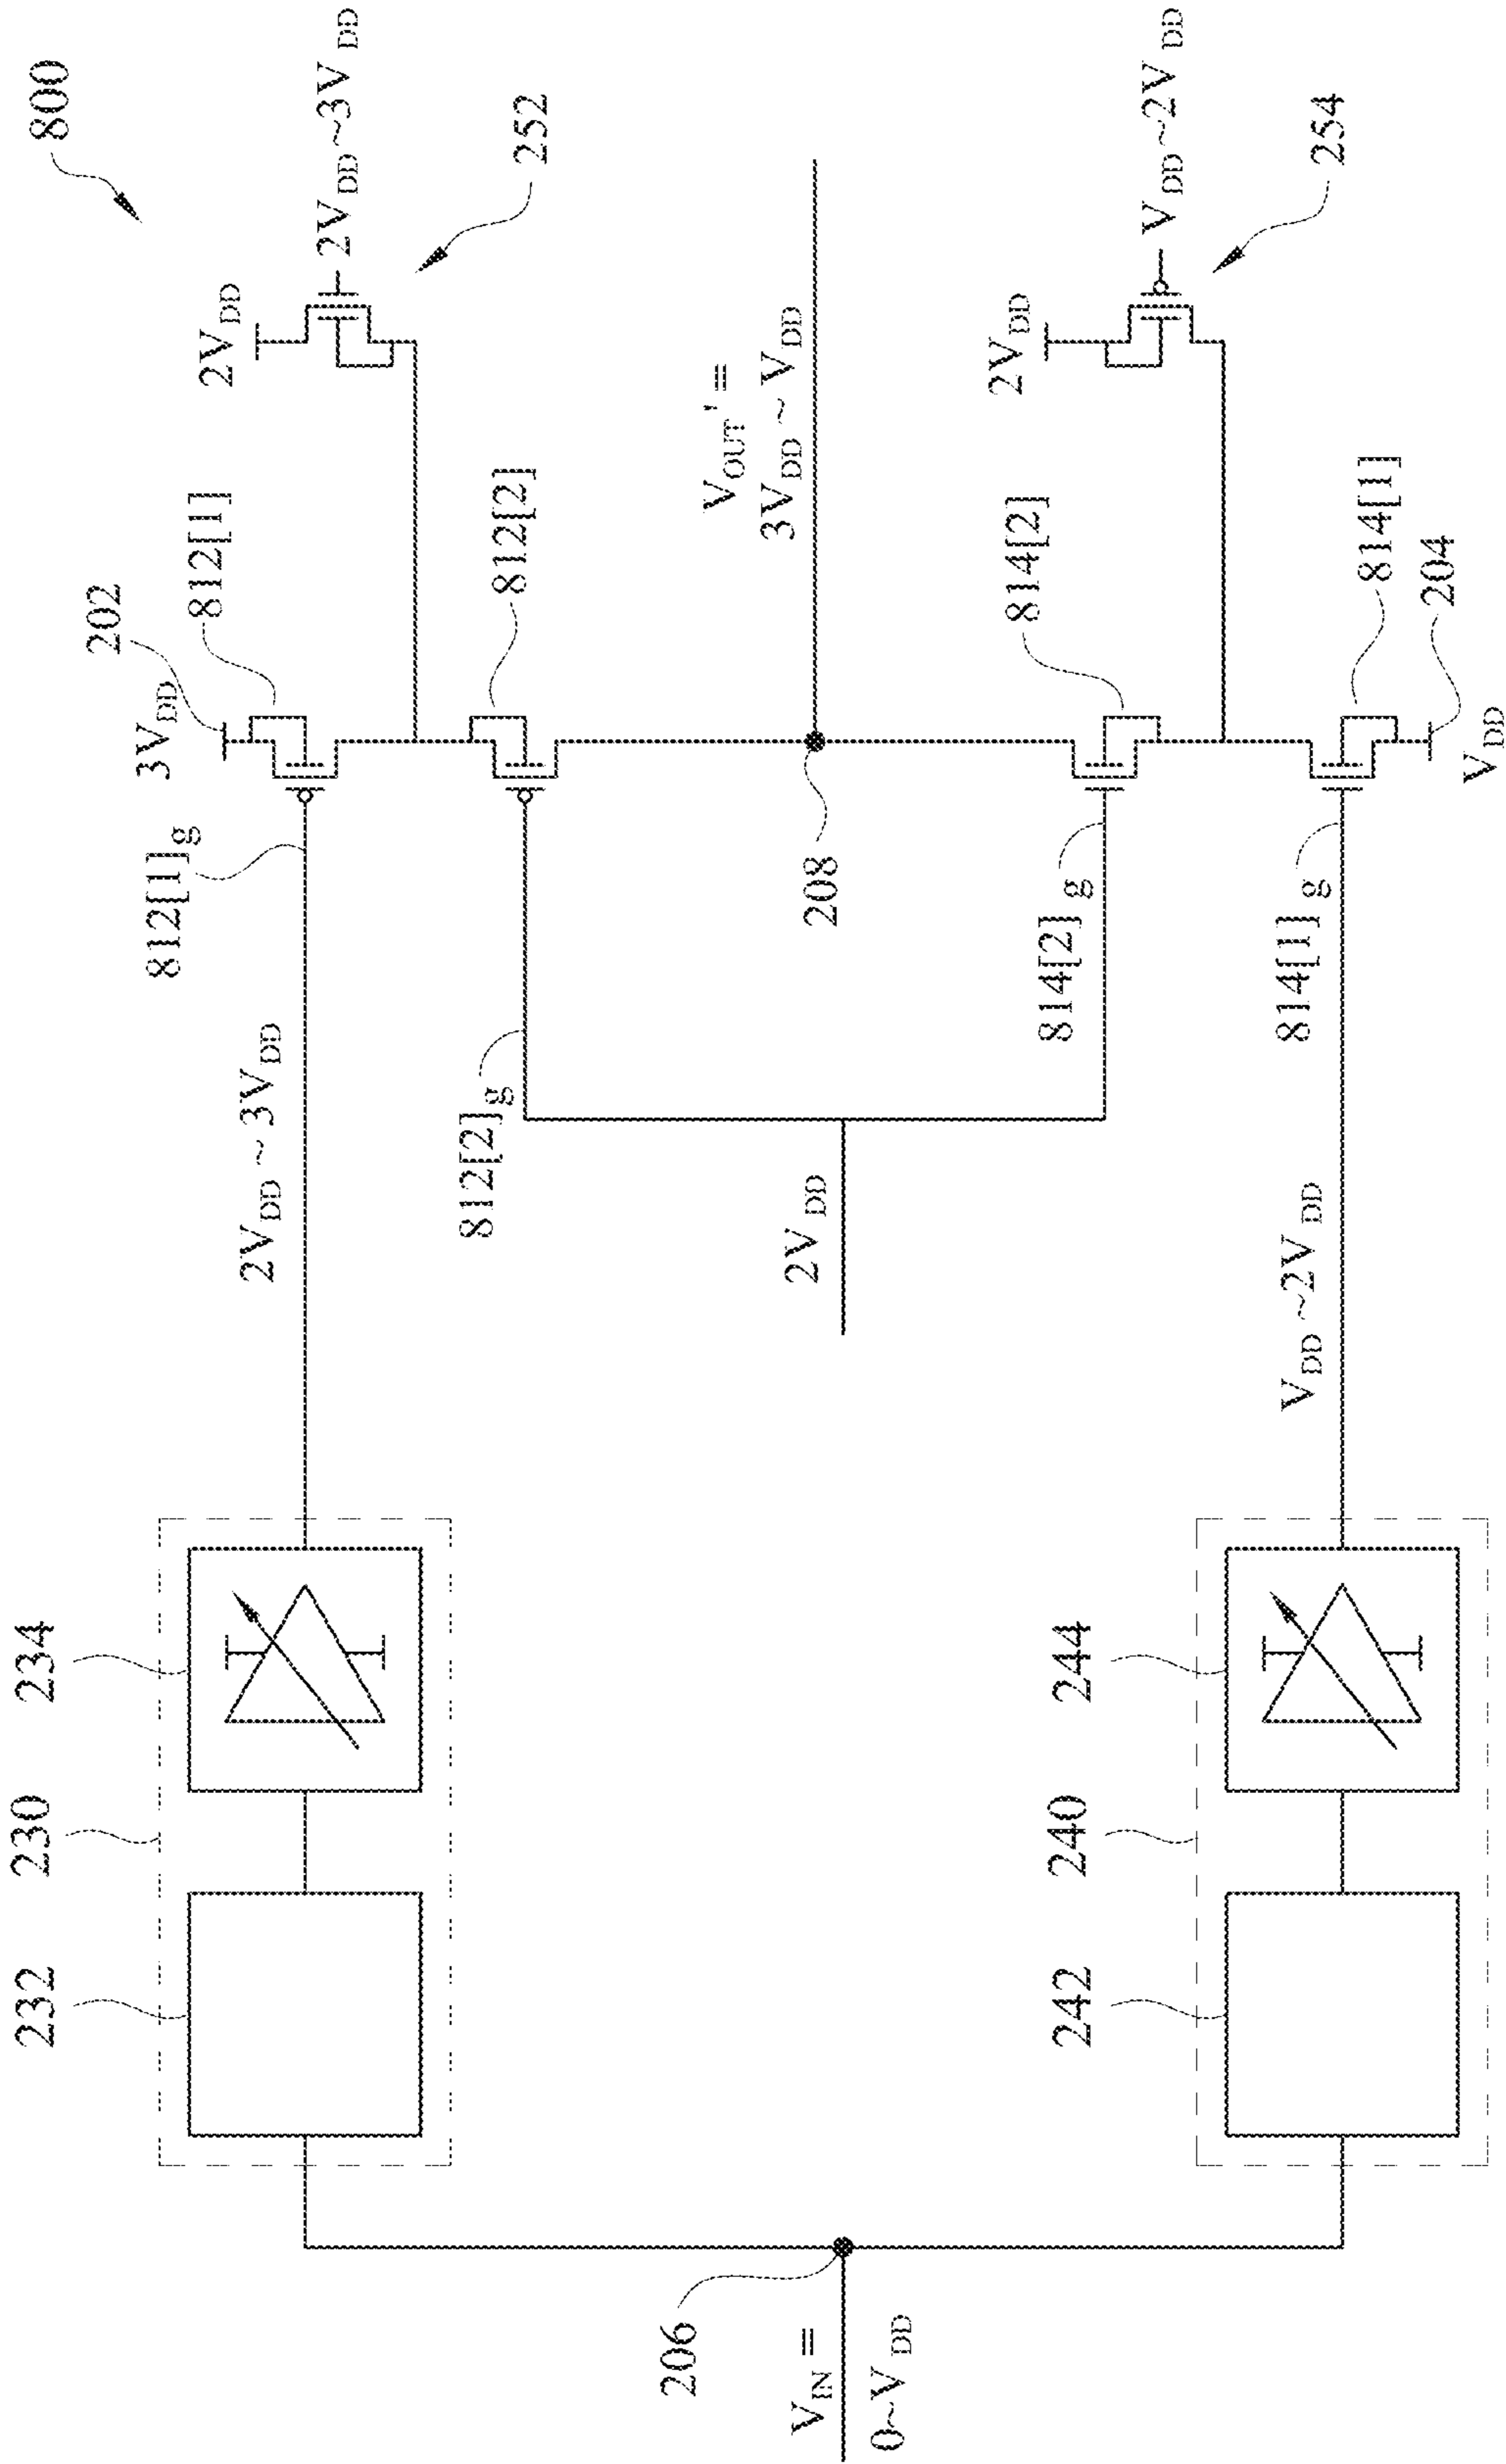 800
232
230
234
2V_DD ~ 3V_DD
812[1]_g
3V_DD
202
812[1]
2V_DD
2V_DD~3V_DD
252
812[2]_g
812[2]
206
V_IN =
0~V_DD
2V_DD
208
V_OUT' =
3V_DD ~ V_DD
242
240
244
V_DD ~2V_DD
814[2]_g
814[2]
2V_DD
V_DD~2V_DD
254
814[1]_g
814[1]
204
V_DD